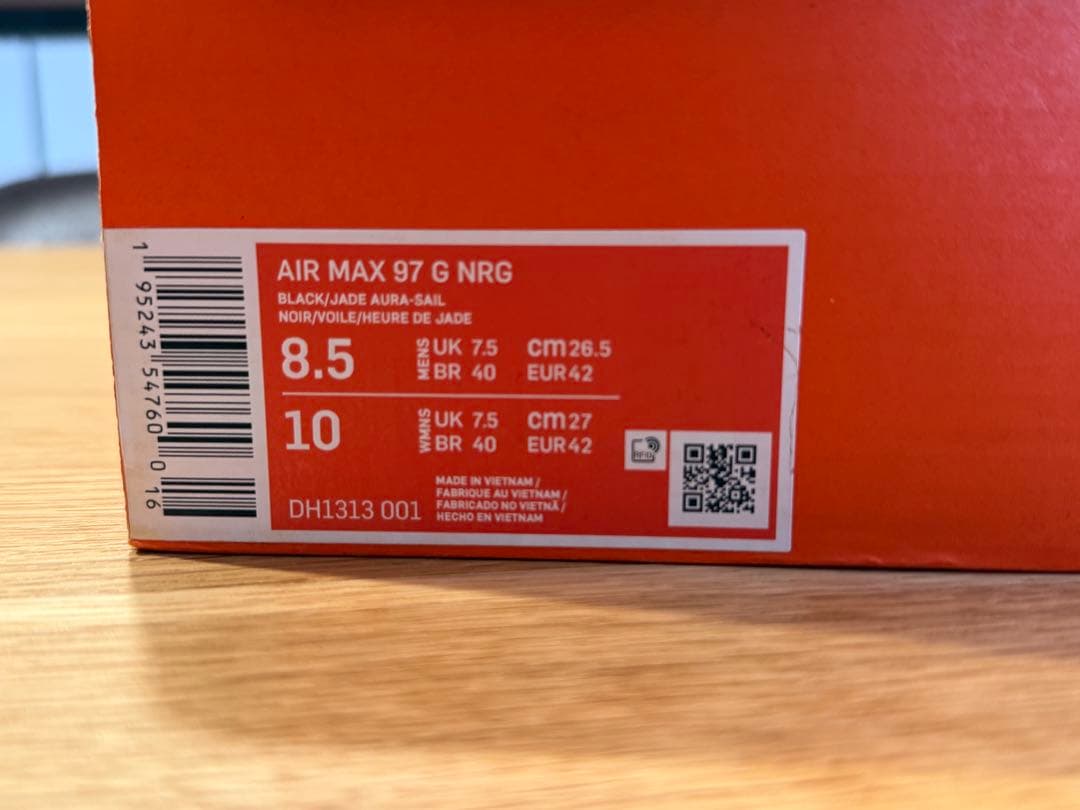 AIR MAX 97 G NRG
BLACK/JADE AURA-SAIL
NOIR/VOILE/HEURE DE JADE
8.5 MENS UK 7.5 cm 26.5
BR 40 EUR 42
10 WMNS UK 7.5 cm 27
BR 40 EUR 42
RFID
DH1313 001
MADE IN VIETNAM /
FABRIQUE AU VIETNAM /
FABRICADO NO VIETNÃ /
HECHO EN VIETNAM
1 95243 54760 0 16